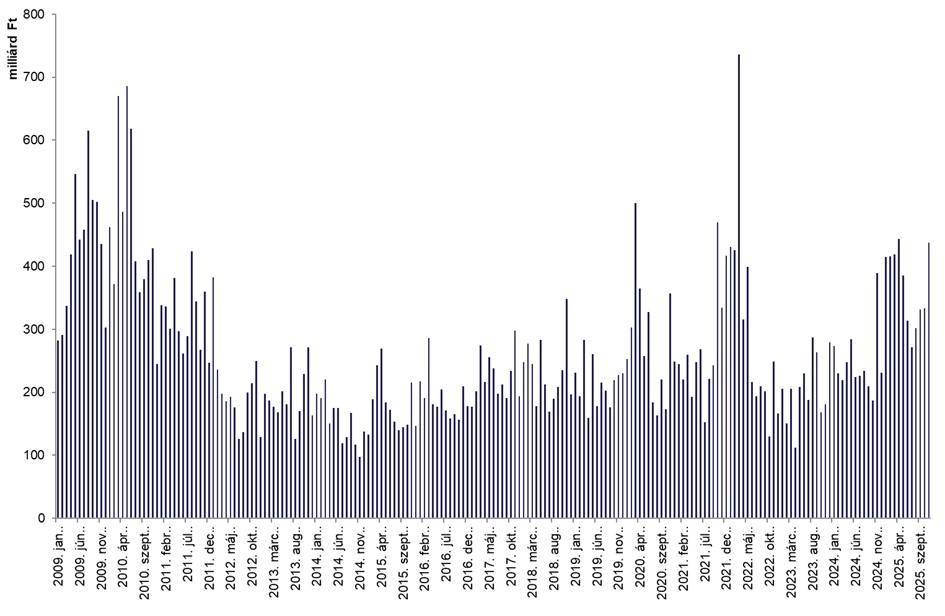 milliárd Ft
800
700
600
500
400
300
200
100
0
2009. jan..
2009. jún..
2009. nov..
2010. ápr..
2010. szept..
2011. febr..
2011. júl..
2011. dec..
2012. máj..
2012. okt..
2013. márc..
2013. aug..
2014. jan..
2014. jún..
2014. nov..
2015. ápr..
2015. szept..
2016. febr..
2016. júl..
2016. dec..
2017. máj..
2017. okt..
2018. márc..
2018. aug..
2019. jan..
2019. jún..
2019. nov..
2020. ápr..
2020. szept..
2021. febr..
2021. júl..
2021. dec..
2022. máj..
2022. okt..
2023. márc..
2023. aug..
2024. jan..
2024. jún..
2024. nov..
2025. ápr..
2025. szept..